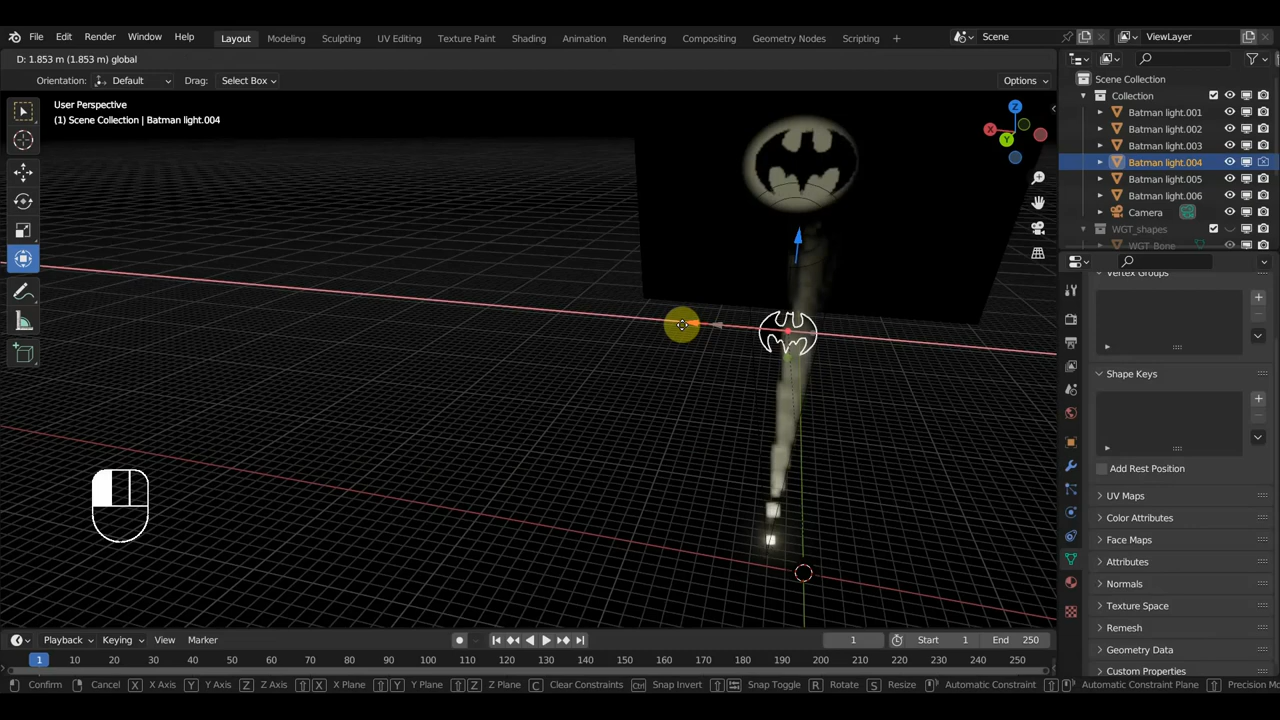 File Edit Render Window Help Layout Modeling Sculpting UV Editing Texture Paint Shading Animation Rendering Compositing Geometry Nodes Scripting + Scene ViewLayer
D: 1.853 m (1.853 m) global
Orientation: Default Drag: Select Box Options
User Perspective
(1) Scene Collection | Batman light.004
X
Y
Z
Scene Collection
Collection
Batman light.001
Batman light.002
Batman light.003
Batman light.004
Batman light.005
Batman light.006
Camera
WGT_shapes
WGT_Bone
Vertex Groups
Shape Keys
Add Rest Position
UV Maps
Color Attributes
Face Maps
Attributes
Normals
Texture Space
Remesh
Geometry Data
Custom Properties
Playback Keying View Marker 1 Start 1 End 250
1 10 20 30 40 50 60 70 80 90 100 110 120 130 140 150 160 170 180 190 200 210 220 230 240 250
Confirm Cancel X X Axis Y Y Axis Z Z Axis X X Plane Y Y Plane Z Z Plane C Clear Constraints Ctrl Snap Invert Snap Toggle R Rotate S Resize Automatic Constraint Automatic Constraint Plane Precision Mo